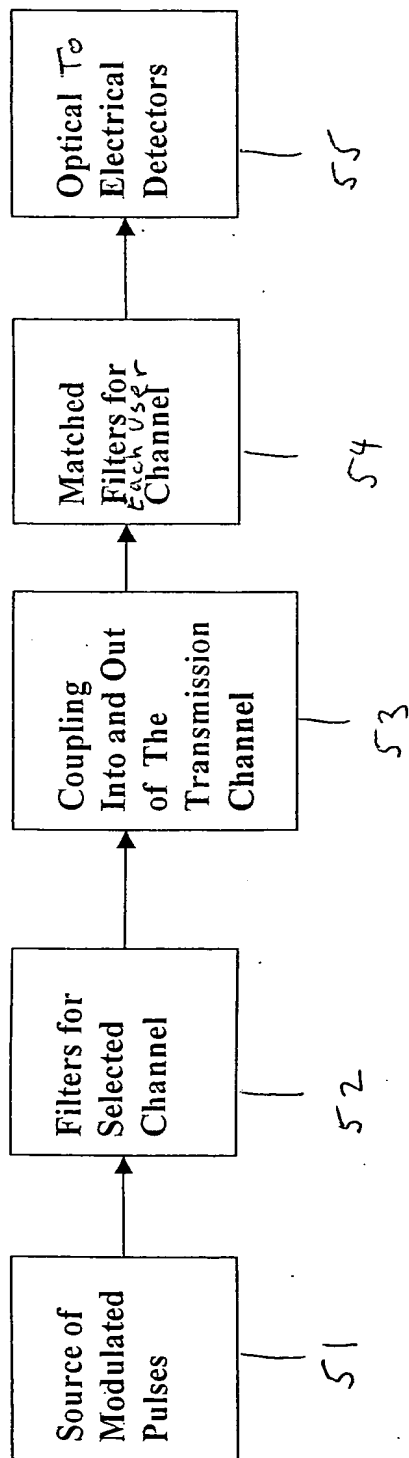 Source of
Modulated
Pulses
51
Filters for
Selected
Channel
52
Coupling
Into and Out
of The
Transmission
Channel
53
Matched
Filters for
Each User
Channel
54
Optical To
Electrical
Detectors
55